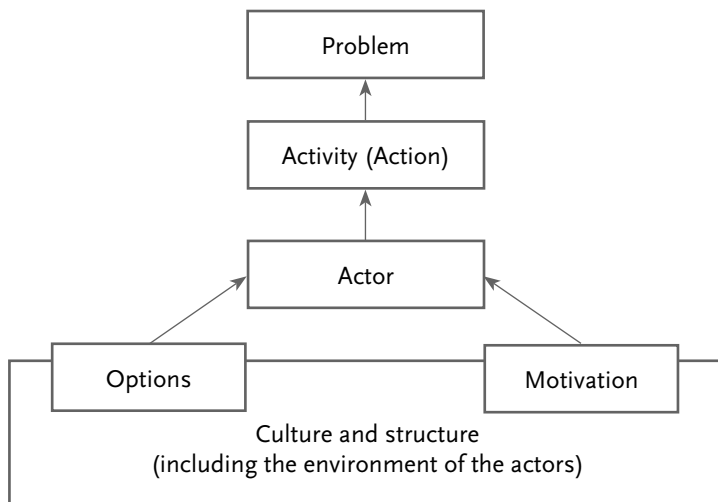 Problem
Activity (Action)
Actor
Options
Motivation
Culture and structure
(including the environment of the actors)